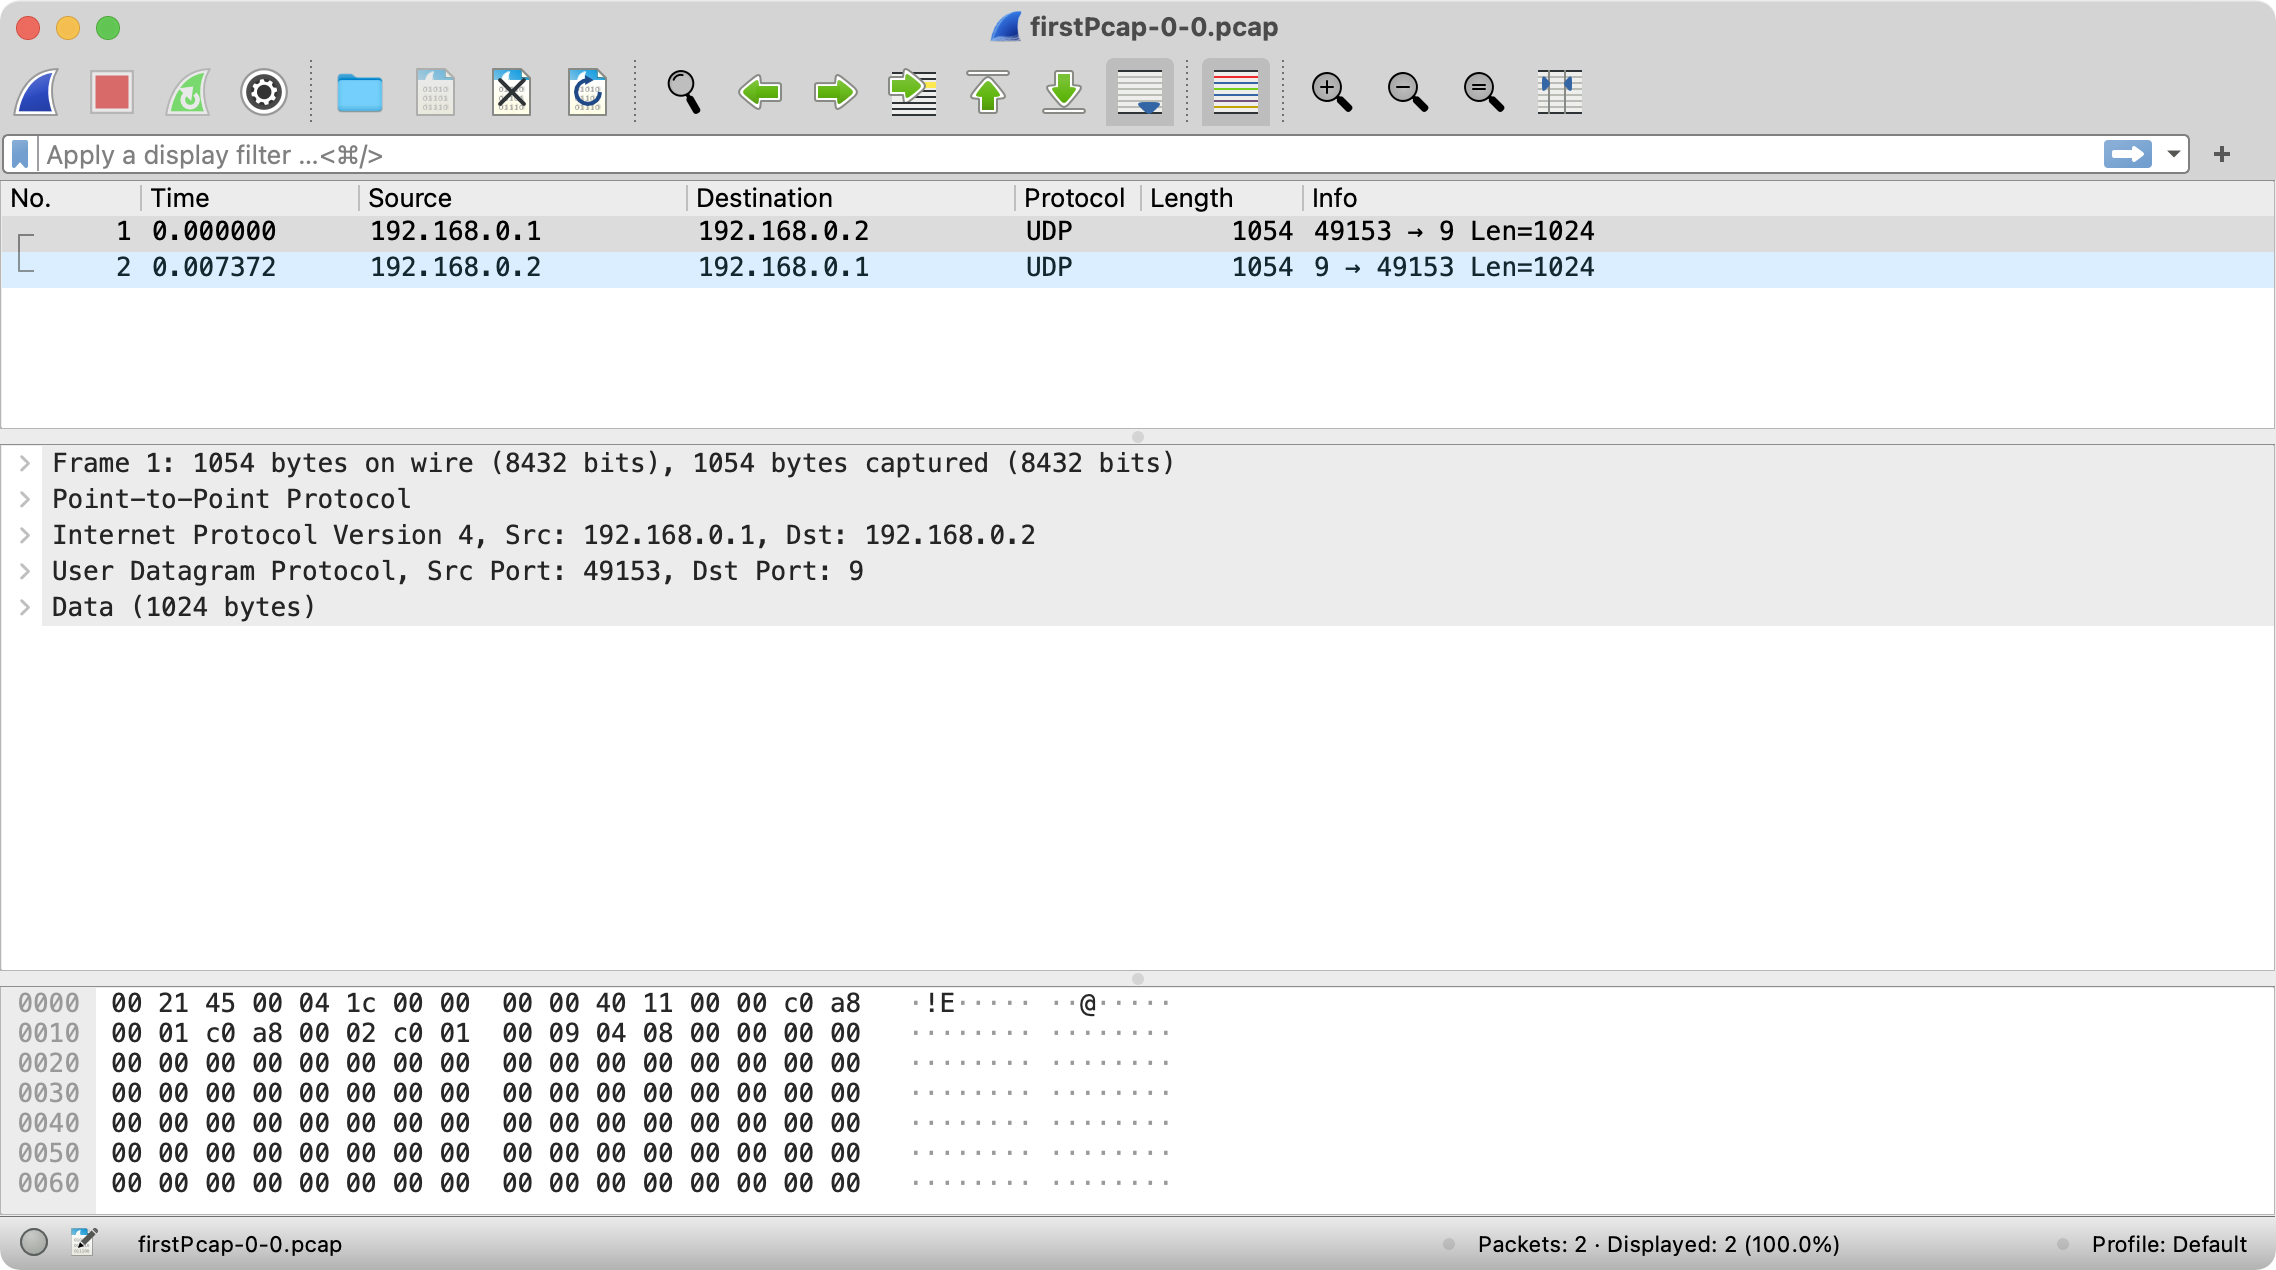 firstPcap-0-0.pcap
Apply a display filter ...<⌘/>
No. Time Source Destination Protocol Length Info
1 0.000000 192.168.0.1 192.168.0.2 UDP 1054 49153 → 9 Len=1024
2 0.007372 192.168.0.2 192.168.0.1 UDP 1054 9 → 49153 Len=1024
Frame 1: 1054 bytes on wire (8432 bits), 1054 bytes captured (8432 bits)
Point-to-Point Protocol
Internet Protocol Version 4, Src: 192.168.0.1, Dst: 192.168.0.2
User Datagram Protocol, Src Port: 49153, Dst Port: 9
Data (1024 bytes)
0000 00 21 45 00 04 1c 00 00 00 00 40 11 00 00 c0 a8 ·!E····· ··@·····
0010 00 01 c0 a8 00 02 c0 01 00 09 04 08 00 00 00 00 ········ ········
0020 00 00 00 00 00 00 00 00 00 00 00 00 00 00 00 00 ········ ········
0030 00 00 00 00 00 00 00 00 00 00 00 00 00 00 00 00 ········ ········
0040 00 00 00 00 00 00 00 00 00 00 00 00 00 00 00 00 ········ ········
0050 00 00 00 00 00 00 00 00 00 00 00 00 00 00 00 00 ········ ········
0060 00 00 00 00 00 00 00 00 00 00 00 00 00 00 00 00 ········ ········
firstPcap-0-0.pcap Packets: 2 · Displayed: 2 (100.0%) Profile: Default